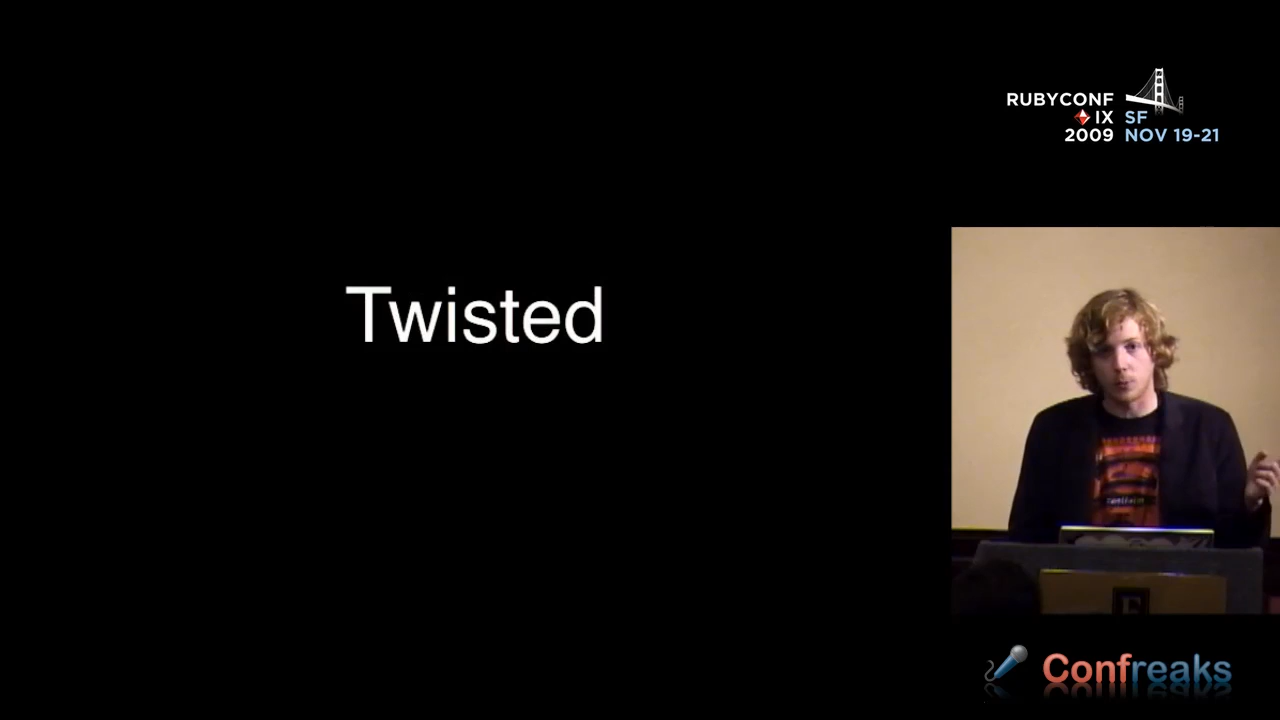 RUBYCONF
IX SF
2009 NOV 19-21
Twisted
Confreaks